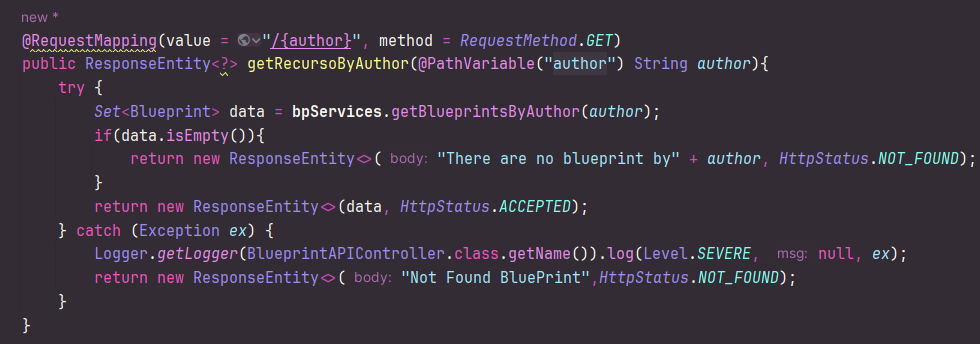 new *
@RequestMapping(value = "/{author}", method = RequestMethod.GET)
public ResponseEntity<?> getRecursoByAuthor(@PathVariable("author") String author){
    try {
        Set<Blueprint> data = bpServices.getBlueprintsByAuthor(author);
        if(data.isEmpty()){
            return new ResponseEntity<>( body: "There are no blueprint by" + author, HttpStatus.NOT_FOUND);
        }
        return new ResponseEntity<>(data, HttpStatus.ACCEPTED);
    } catch (Exception ex) {
        Logger.getLogger(BlueprintAPIController.class.getName()).log(Level.SEVERE, msg: null, ex);
        return new ResponseEntity<>( body: "Not Found BluePrint",HttpStatus.NOT_FOUND);
    }
}